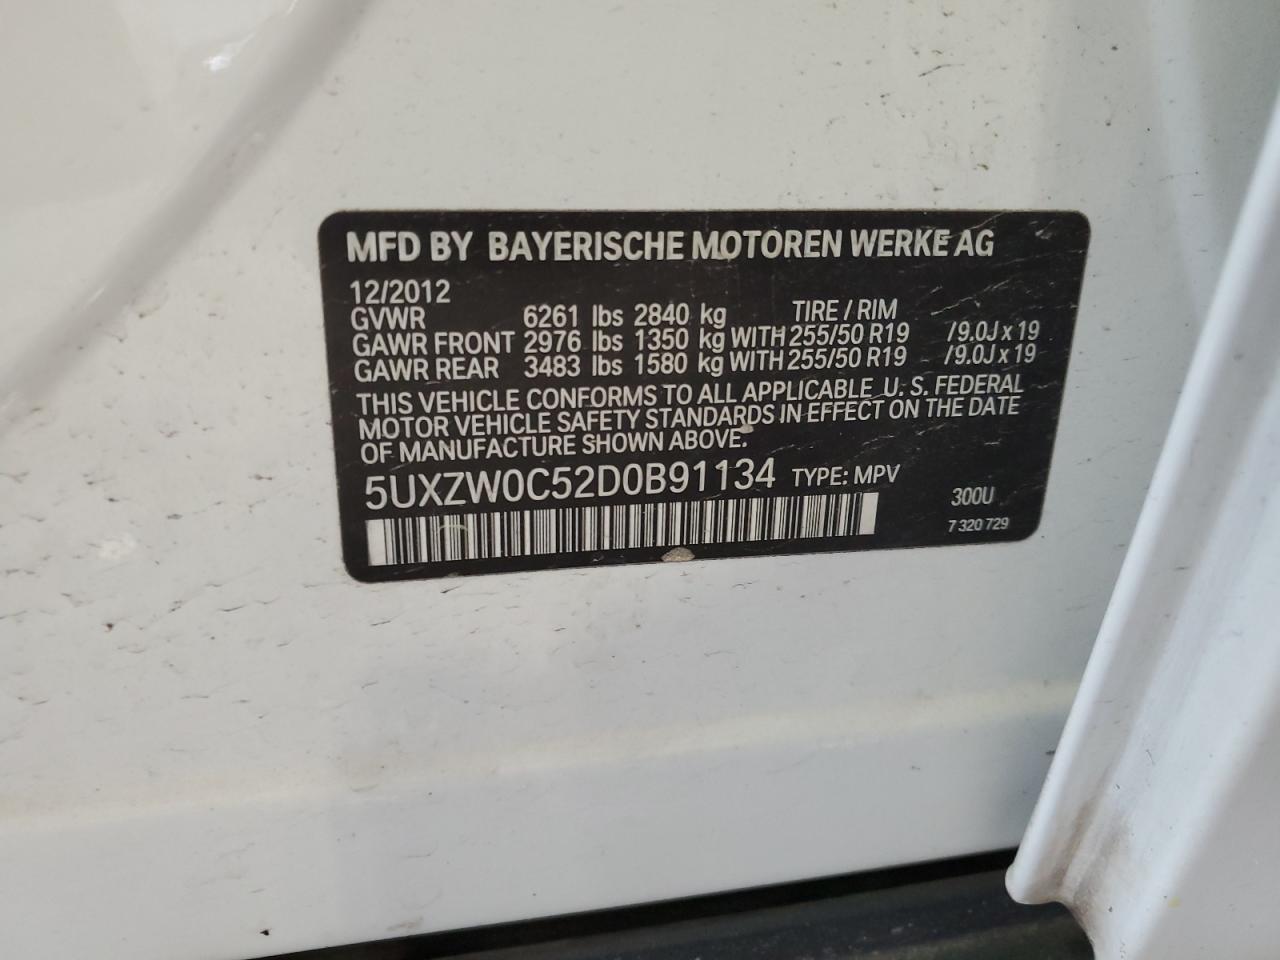 MFD BY BAYERISCHE MOTOREN WERKE AG
12/2012
GVWR 6261 lbs 2840 kg TIRE / RIM
GAWR FRONT 2976 lbs 1350 kg WITH 255/50 R19 /9.0J x 19
GAWR REAR 3483 lbs 1580 kg WITH 255/50 R19 /9.0J x 19
THIS VEHICLE CONFORMS TO ALL APPLICABLE U. S. FEDERAL
MOTOR VEHICLE SAFETY STANDARDS IN EFFECT ON THE DATE
OF MANUFACTURE SHOWN ABOVE.
5UXZW0C52D0B91134 TYPE: MPV
300U
7 320 729